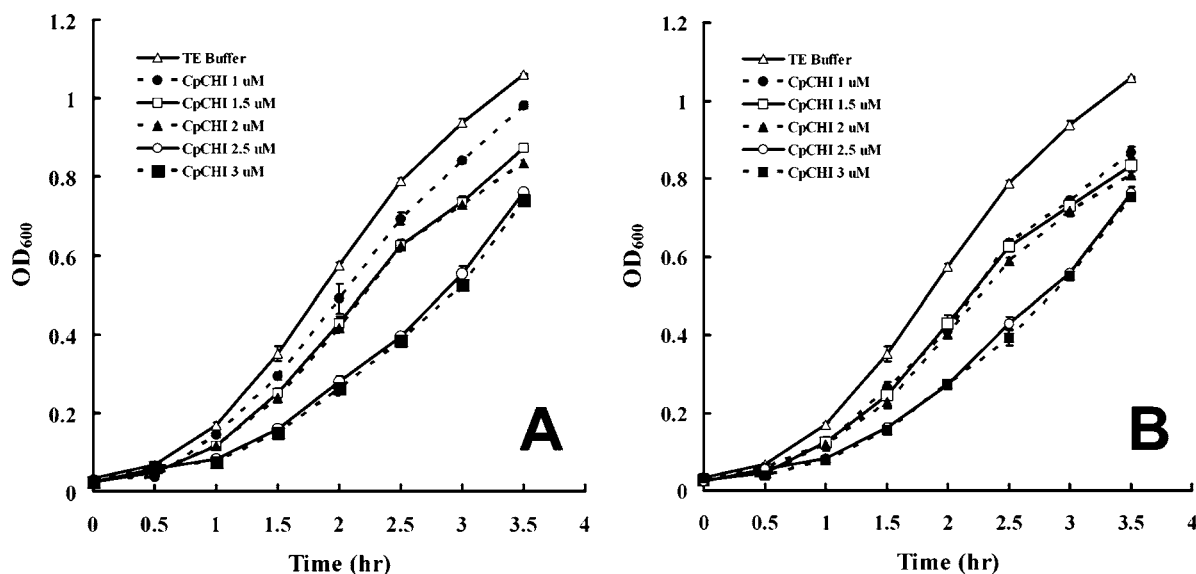 1.2
1
0.8
0.6
0.4
0.2
0
OD600
TE Buffer
CpCHI 1 uM
CpCHI 1.5 uM
CpCHI 2 uM
CpCHI 2.5 uM
CpCHI 3 uM
A
0 0.5 1 1.5 2 2.5 3 3.5 4
Time (hr)
1.2
1
0.8
0.6
0.4
0.2
0
OD600
TE Buffer
CpCHI 1 uM
CpCHI 1.5 uM
CpCHI 2 uM
CpCHI 2.5 uM
CpCHI 3 uM
B
0 0.5 1 1.5 2 2.5 3 3.5 4
Time (hr)